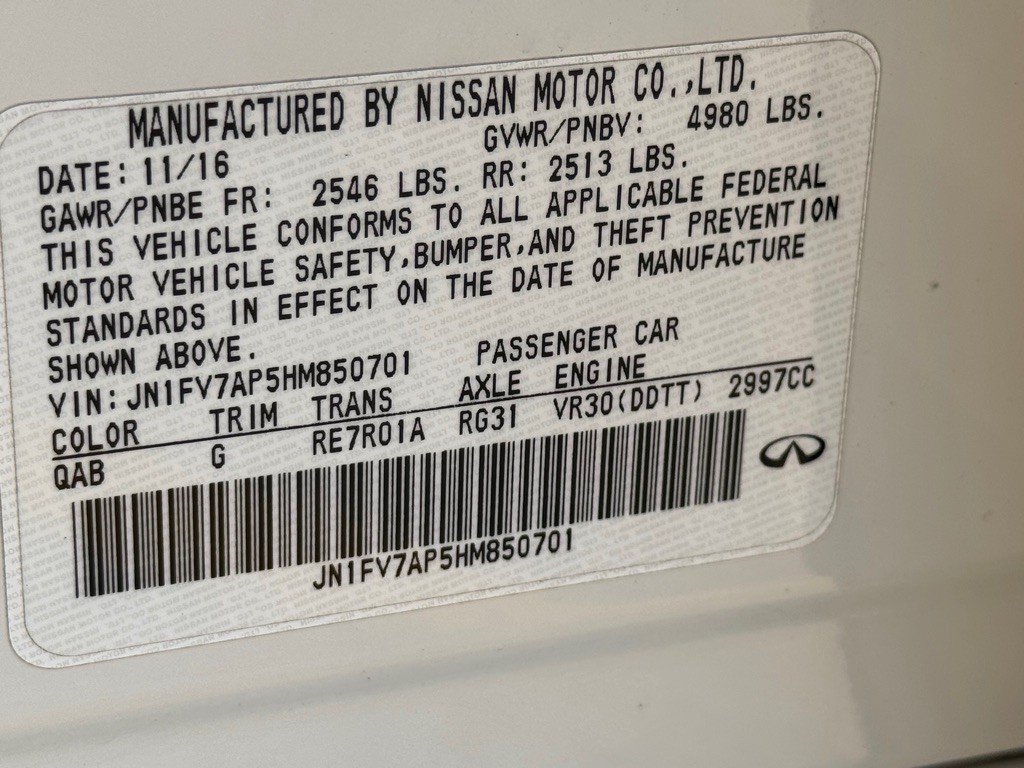 MANUFACTURED BY NISSAN MOTOR CO.,LTD.
DATE: 11/16 GVWR/PNBV: 4980 LBS.
GAWR/PNBE FR: 2546 LBS. RR: 2513 LBS.
THIS VEHICLE CONFORMS TO ALL APPLICABLE FEDERAL
MOTOR VEHICLE SAFETY,BUMPER,AND THEFT PREVENTION
STANDARDS IN EFFECT ON THE DATE OF MANUFACTURE
SHOWN ABOVE.
VIN: JN1FV7AP5HM850701 PASSENGER CAR
COLOR TRIM TRANS AXLE ENGINE
QAB G RE7R01A RG31 VR30(DDTT) 2997CC
JN1FV7AP5HM850701